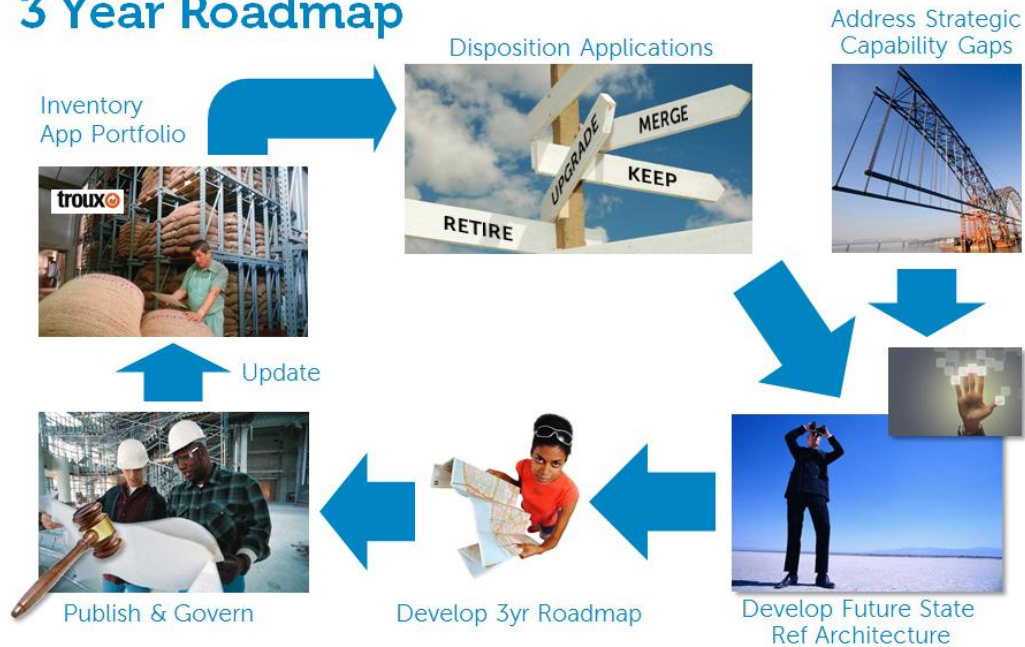 3 Year Roadmap
Address Strategic
Capability Gaps
Disposition Applications
Inventory
App Portfolio
troux
MERGE
UPGRADE
KEEP
RETIRE
Update
Publish & Govern
Develop 3yr Roadmap
Develop Future State
Ref Architecture